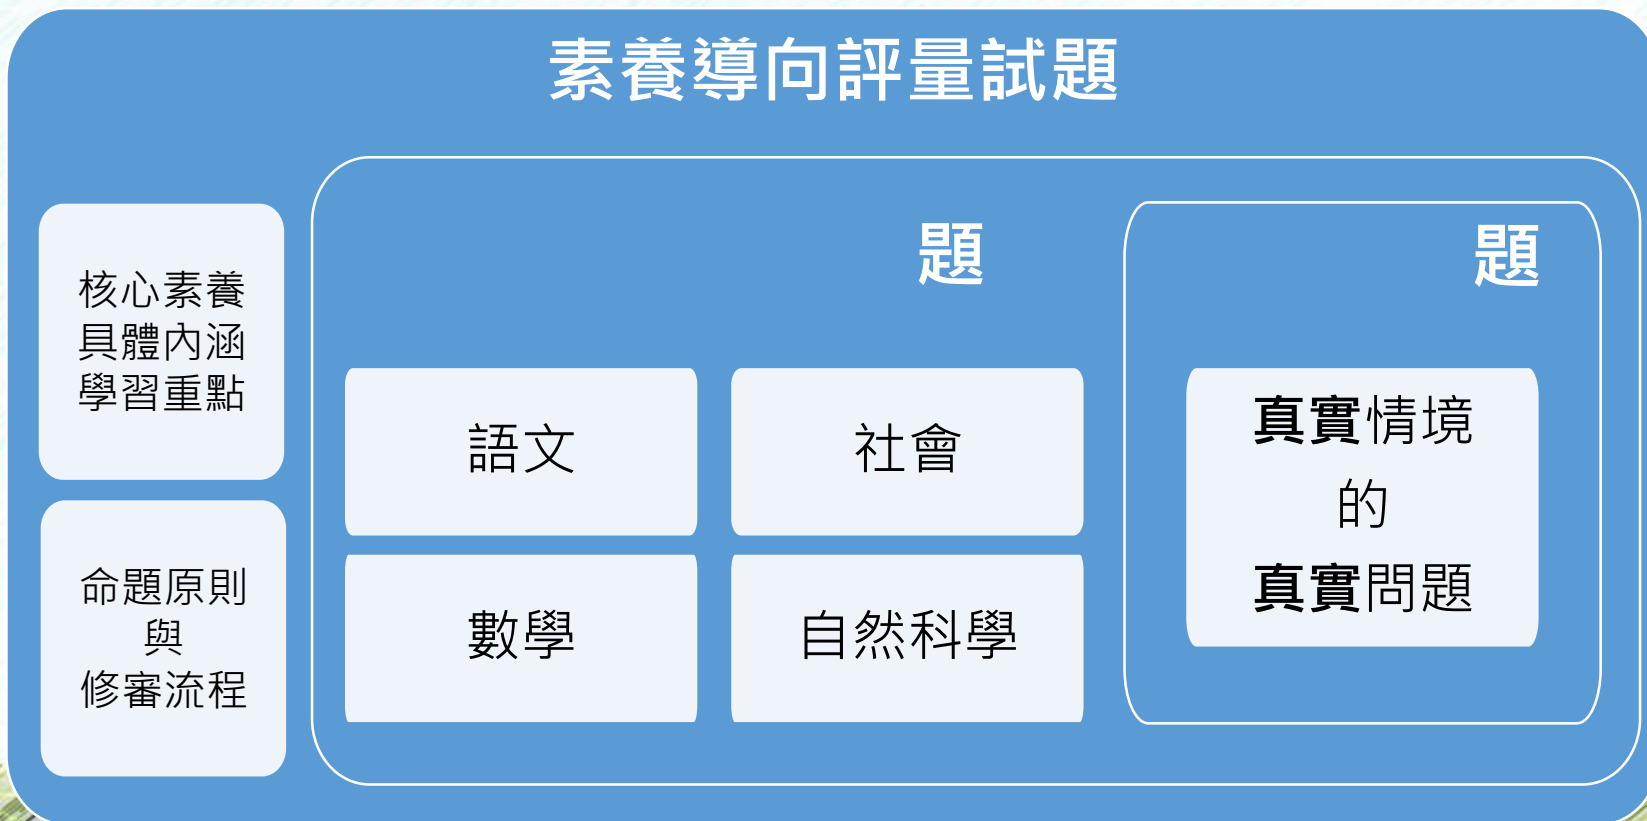 素養導向評量試題
核心素養
具體內涵
學習重點
命題原則
與
修審流程
題
語文
社會
數學
自然科學
題
真實情境
的
真實問題